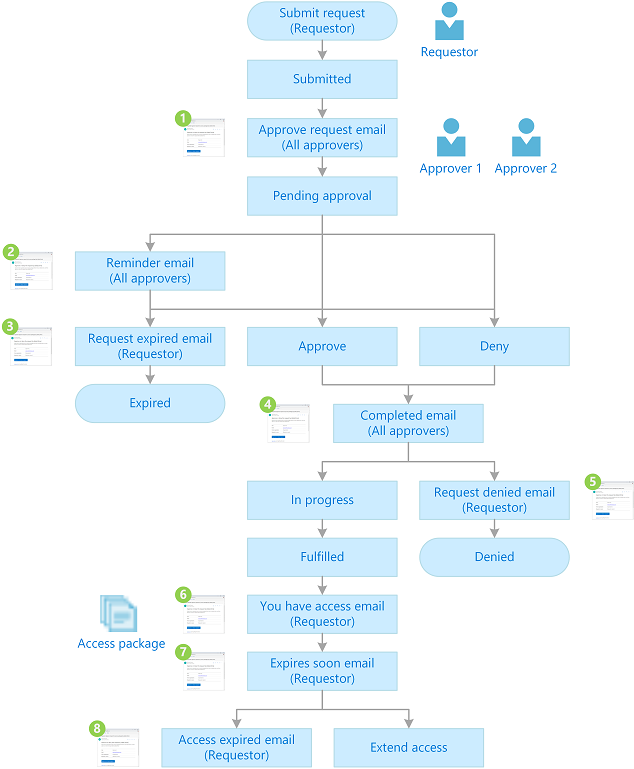 Submit request
(Requestor)
Requestor
Submitted
1
Approve request email
(All approvers)
Approver 1
Approver 2
Pending approval
2
Reminder email
(All approvers)
3
Request expired email
(Requestor)
Approve
Deny
Expired
4
Completed email
(All approvers)
In progress
Request denied email
(Requestor)
5
Fulfilled
Denied
Access package
6
You have access email
(Requestor)
7
Expires soon email
(Requestor)
8
Access expired email
(Requestor)
Extend access